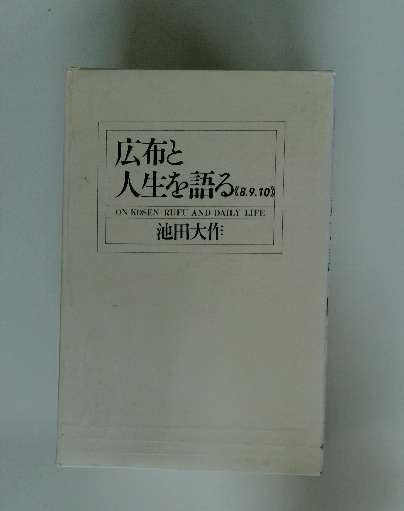 広布と
人生を語る《8.9.10》
ON KOSEN-RUFU AND DAILY LIFE
池田大作